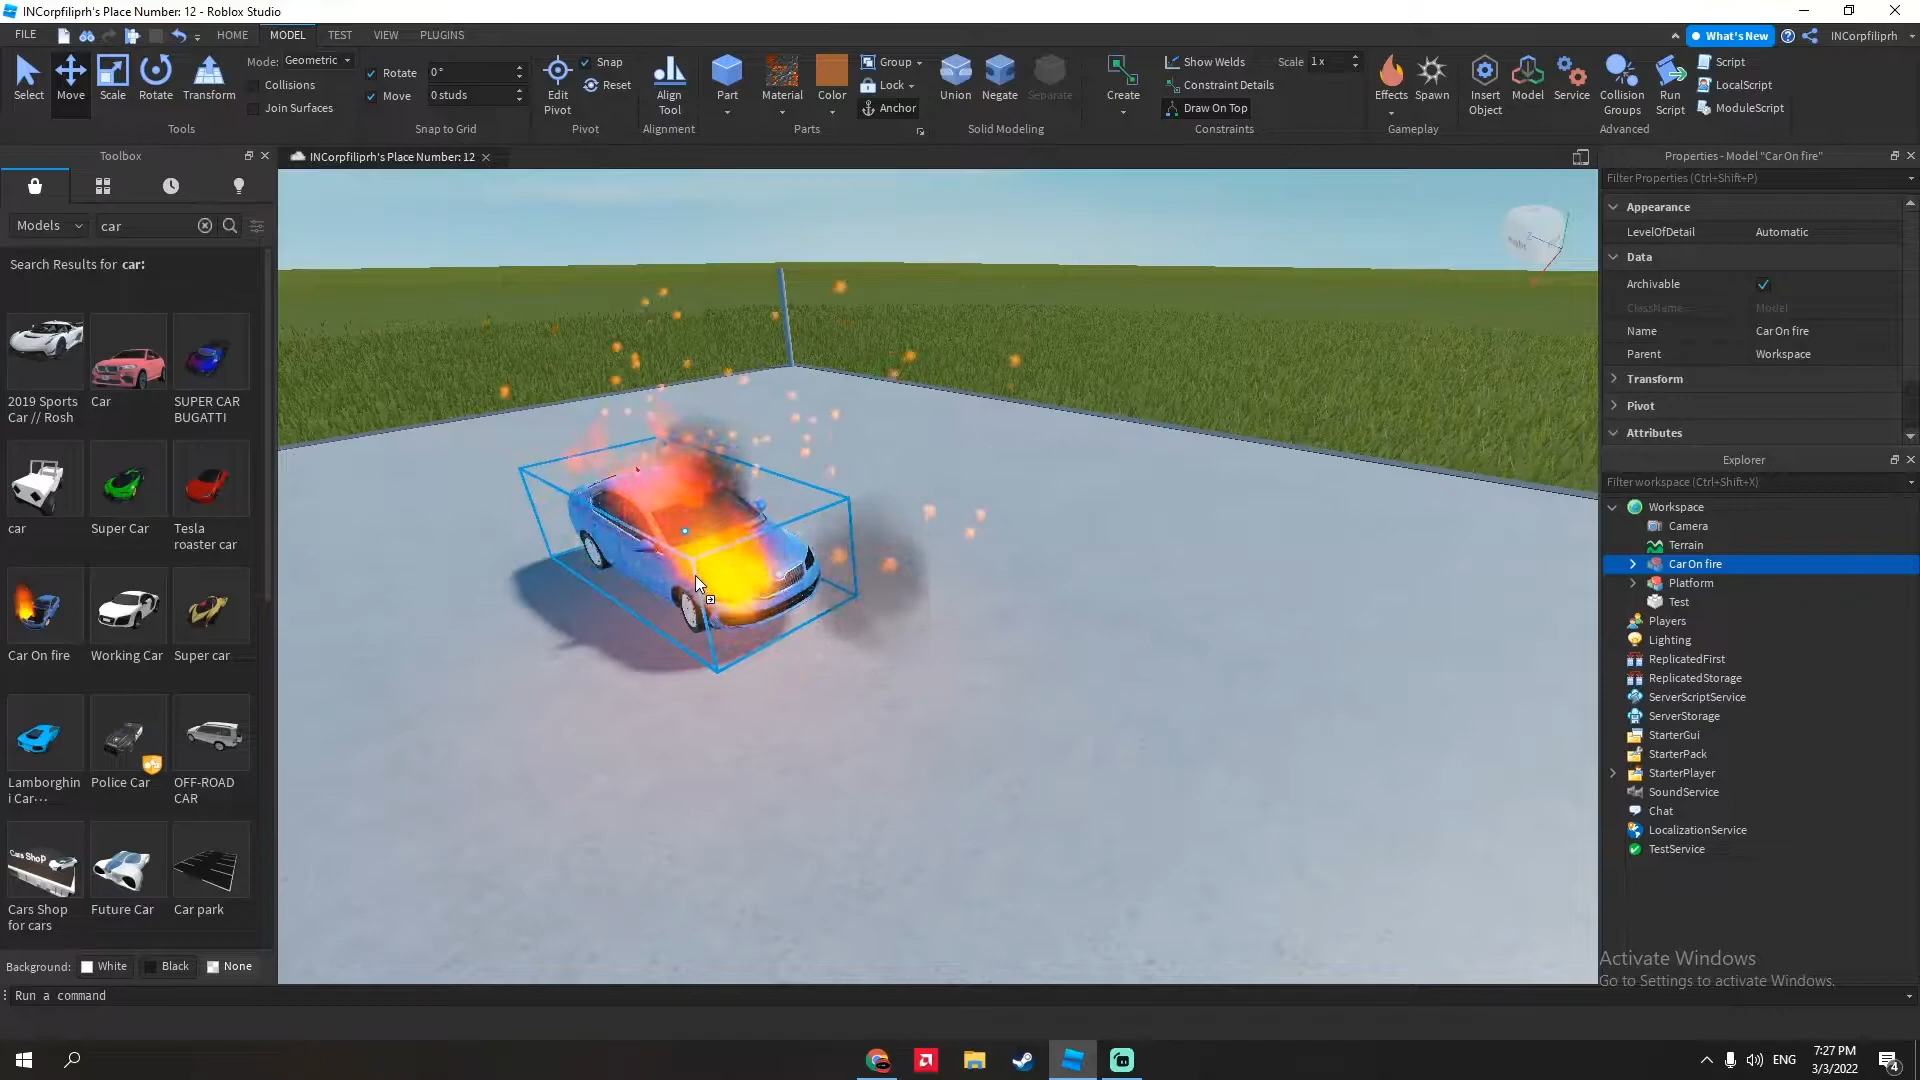 INCorpfiliprh's Place Number: 12 - Roblox Studio
FILE HOME MODEL TEST VIEW PLUGINS What's New INCorpfiliprh
Select Move Scale Rotate Transform
Mode: Geometric
Collisions
Join Surfaces
Tools
Rotate 0°
Move 0 studs
Snap to Grid
Edit Pivot
Snap
Reset
Pivot
Align Tool
Alignment
Part Material Color
Group
Lock
Anchor
Parts
Union Negate Separate
Solid Modeling
Create
Show Welds Scale 1 x
Constraint Details
Draw On Top
Constraints
Effects Spawn
Gameplay
Insert Object
Model Service
Collision Groups
Run Script
Script
LocalScript
ModuleScript
Advanced
Toolbox
Models car
Search Results for car:
2019 Sports Car // Rosh
Car
SUPER CAR BUGATTI
car
Super Car
Tesla roaster car
Car On fire
Working Car
Super car
Lamborghini Car···
Police Car
OFF-ROAD CAR
Cars Shop
Cars Shop for cars
Future Car
Car park
Background: White Black None
Run a command
INCorpfiliprh's Place Number: 12
Properties - Model "Car On fire"
Filter Properties (Ctrl+Shift+P)
Appearance
LevelOfDetail Automatic
Data
Archivable
ClassName Model
Name Car On fire
Parent Workspace
Transform
Pivot
Attributes
Explorer
Filter workspace (Ctrl+Shift+X)
Workspace
Camera
Terrain
Car On fire
Platform
Test
Players
Lighting
ReplicatedFirst
ReplicatedStorage
ServerScriptService
ServerStorage
StarterGui
StarterPack
StarterPlayer
SoundService
Chat
LocalizationService
TestService
Activate Windows
Go to Settings to activate Windows.
ENG
7:27 PM
3/3/2022
4